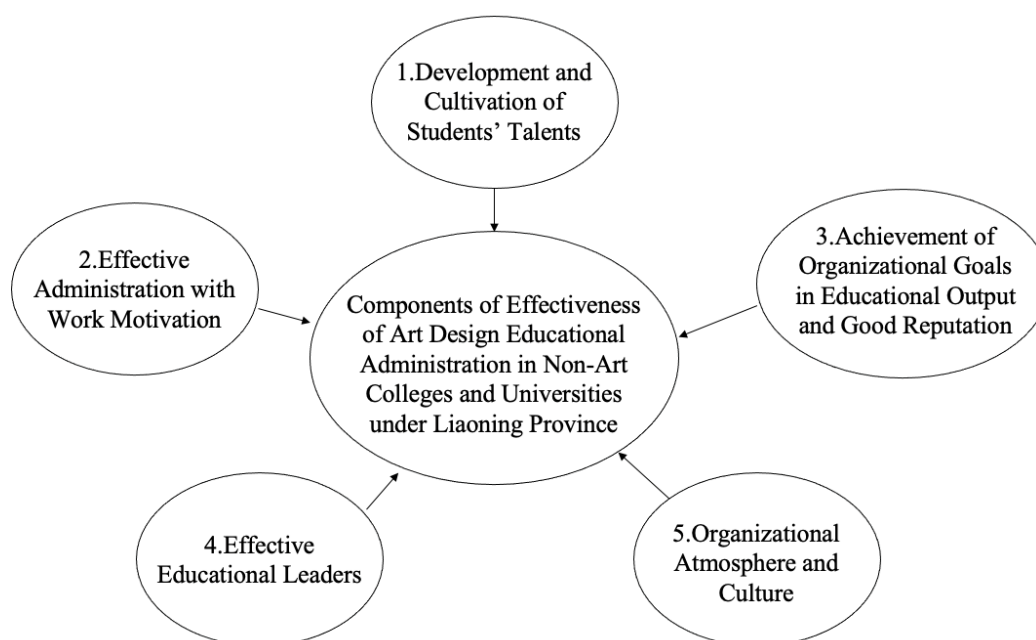 1.Development and
Cultivation of
Students’ Talents
2.Effective
Administration with
Work Motivation
3.Achievement of
Organizational Goals
in Educational Output
and Good Reputation
Components of Effectiveness
of Art Design Educational
Administration in Non-Art
Colleges and Universities
under Liaoning Province
4.Effective
Educational Leaders
5.Organizational
Atmosphere and
Culture